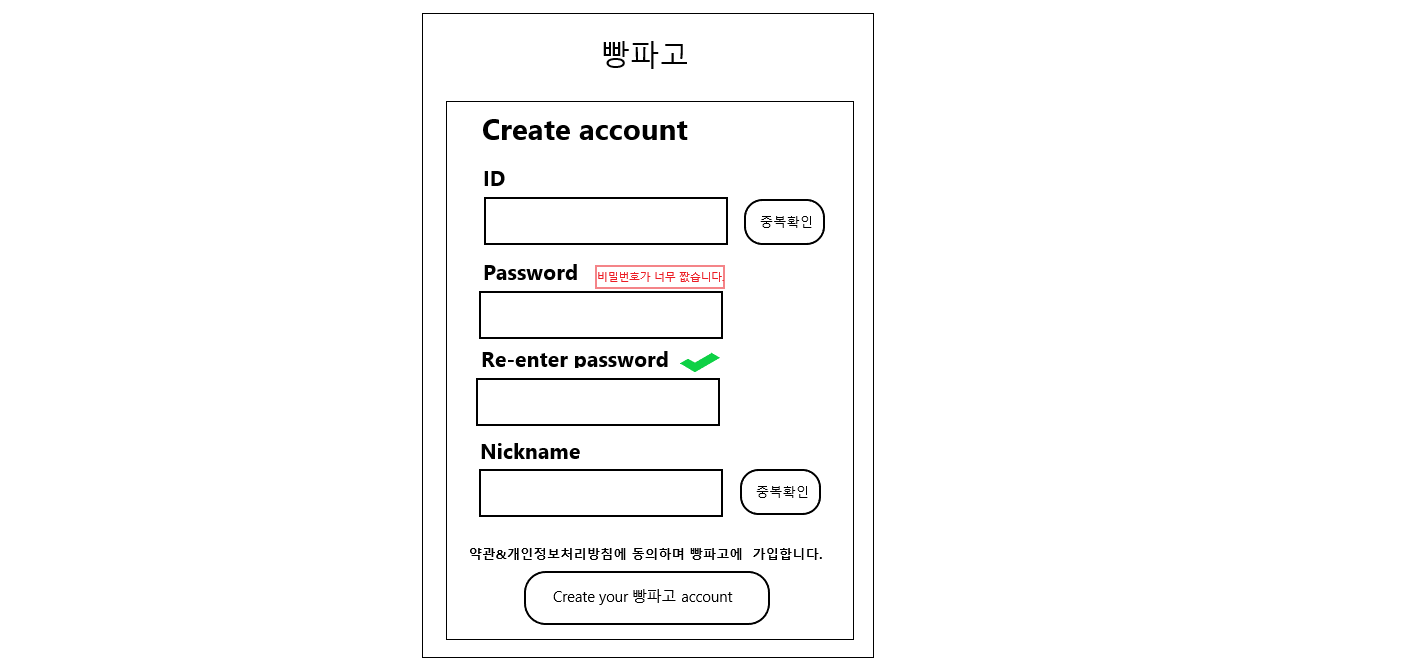 빵파고
Create account
ID
중복확인
Password
비밀번호가 너무 짧습니다.
Re-enter password
Nickname
중복확인
약관&개인정보처리방침에 동의하며 빵파고에 가입합니다.
Create your 빵파고 account